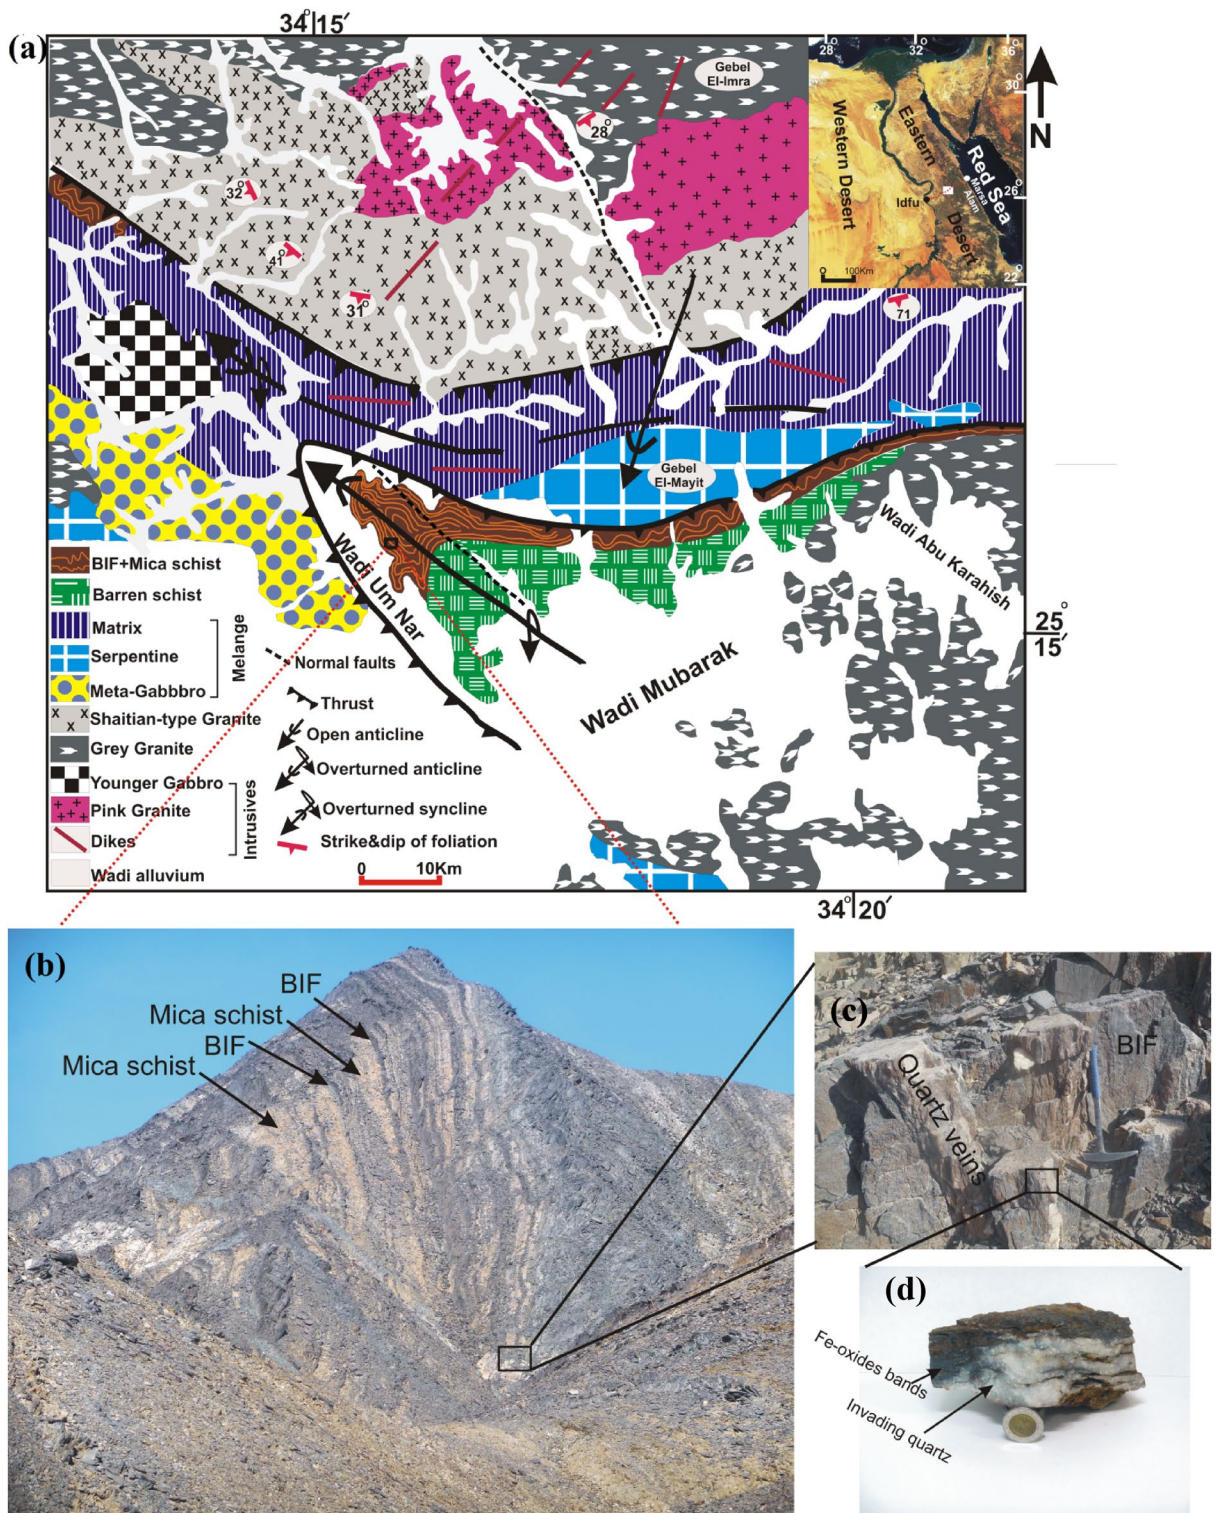 (a)
34° 15′
Gebel
El-Imra
28°
32°
41°
31°
71
28°
32°
36°
30°
26°
22°
Western Desert
Eastern
Desert
Red Sea
Marsa
Alam
Idfu
100Km
N
Gebel
El-Mayit
Wadi Um Nar
Wadi Mubarak
Wadi Abu Karahish
25°
15′
34° 20′
BIF+Mica schist
Barren schist
Matrix
Serpentine
Meta-Gabbbro
Melange
Shaitian-type Granite
Grey Granite
Younger Gabbro
Pink Granite
Dikes
Intrusives
Wadi alluvium
Normal faults
Thrust
Open anticline
Overturned anticline
Overturned syncline
Strike&dip of foliation
0 10Km
(b)
BIF
Mica schist
BIF
Mica schist
(c)
BIF
Quartz veins
(d)
Fe-oxides bands
Invading quartz